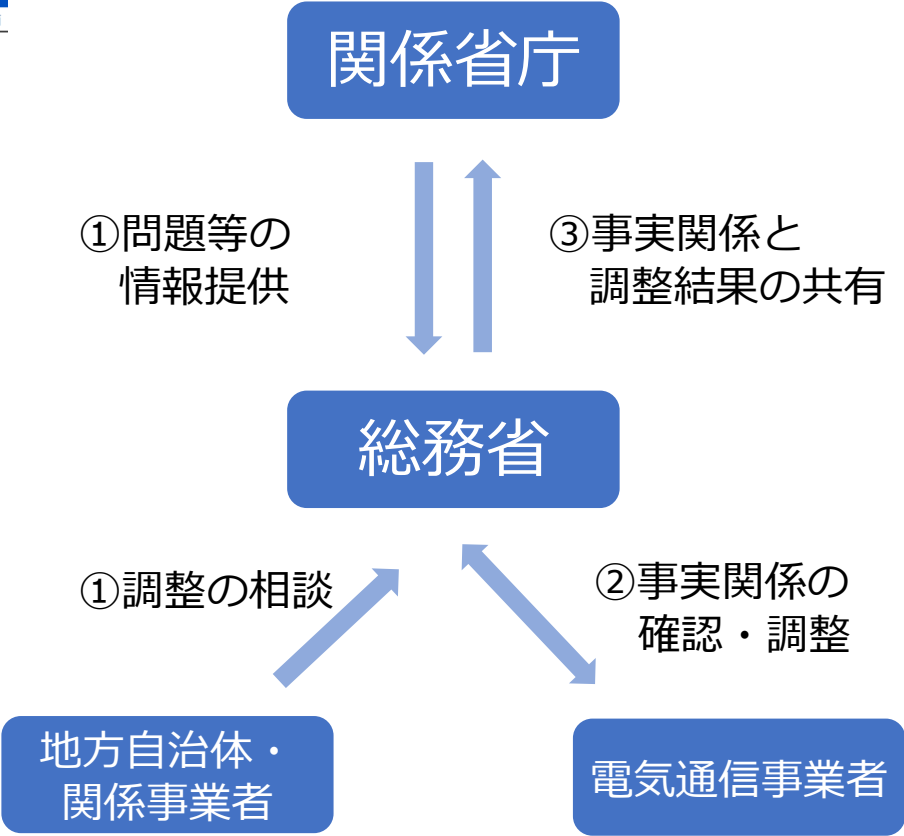 関係省庁
①問題等の
情報提供
③事実関係と
調整結果の共有
総務省
①調整の相談
②事実関係の
確認・調整
地方自治体・
関係事業者
電気通信事業者